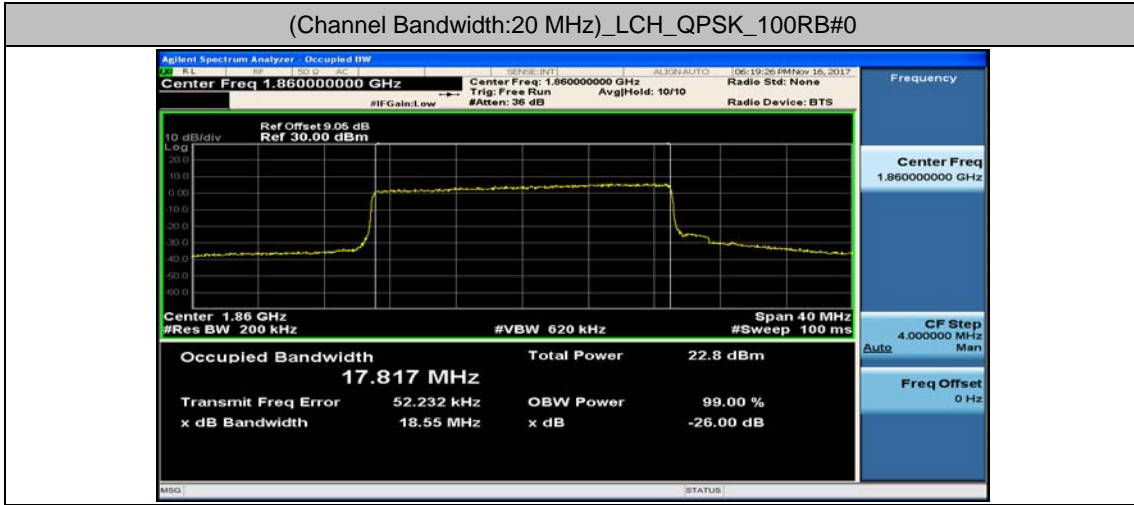 (Channel Bandwidth:20 MHz)_LCH_QPSK_100RB#0
Agilent Spectrum Analyzer - Occupied BW
RL RF 50 Ω AC SENSE:INT ALIGN AUTO 06:19:26 PM Nov 16, 2017
Center Freq 1.860000000 GHz
Center Freq: 1.860000000 GHz
Radio Std: None
Trig: Free Run Avg|Hold: 10/10
#IFGain:Low #Atten: 36 dB Radio Device: BTS
Ref Offset 9.05 dB
10 dB/div Ref 30.00 dBm
Log
20.0
10.0
0.00
-10.0
-20.0
-30.0
-40.0
-50.0
-60.0
Center 1.86 GHz Span 40 MHz
#Res BW 200 kHz #VBW 620 kHz #Sweep 100 ms
Occupied Bandwidth Total Power 22.8 dBm
17.817 MHz
Transmit Freq Error 52.232 kHz OBW Power 99.00 %
x dB Bandwidth 18.55 MHz x dB -26.00 dB
MSG STATUS
Frequency
Center Freq
1.860000000 GHz
CF Step
4.000000 MHz
Auto Man
Freq Offset
0 Hz